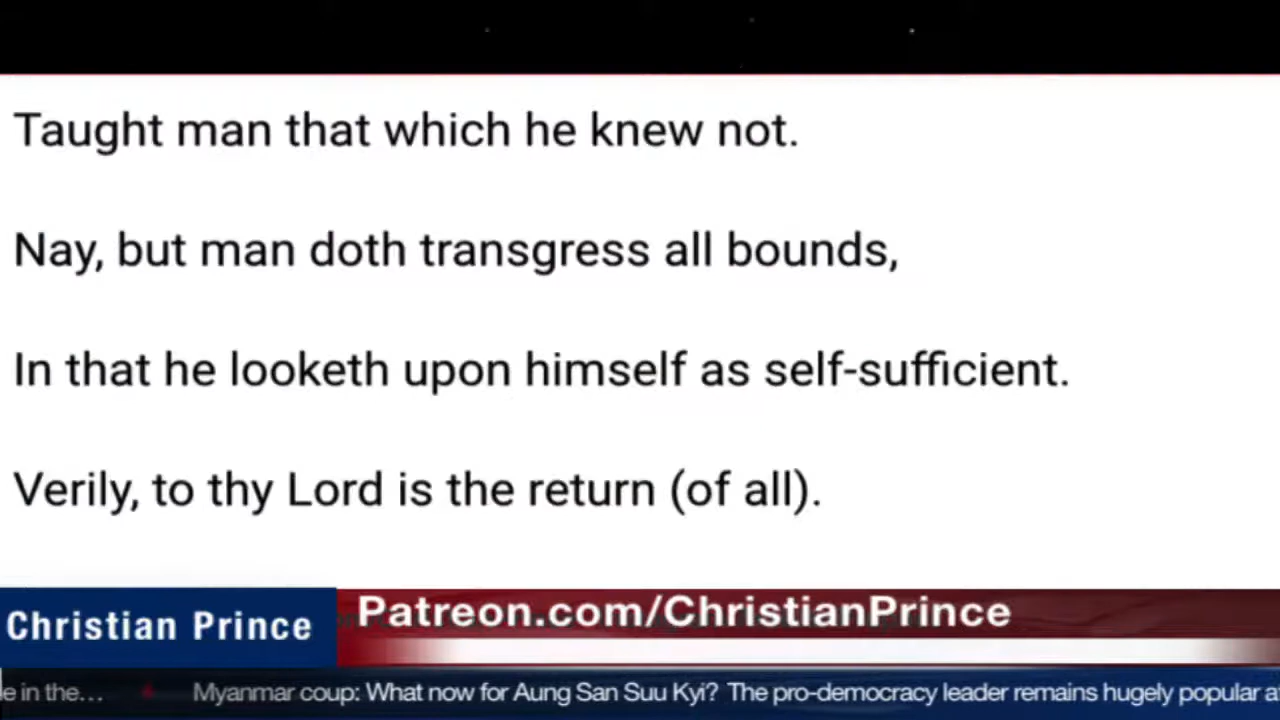 Taught man that which he knew not.
Nay, but man doth transgress all bounds,
In that he looketh upon himself as self-sufficient.
Verily, to thy Lord is the return (of all).
Christian Prince
Patreon.com/ChristianPrince
in the...
Myanmar coup: What now for Aung San Suu Kyi? The pro-democracy leader remains hugely popular